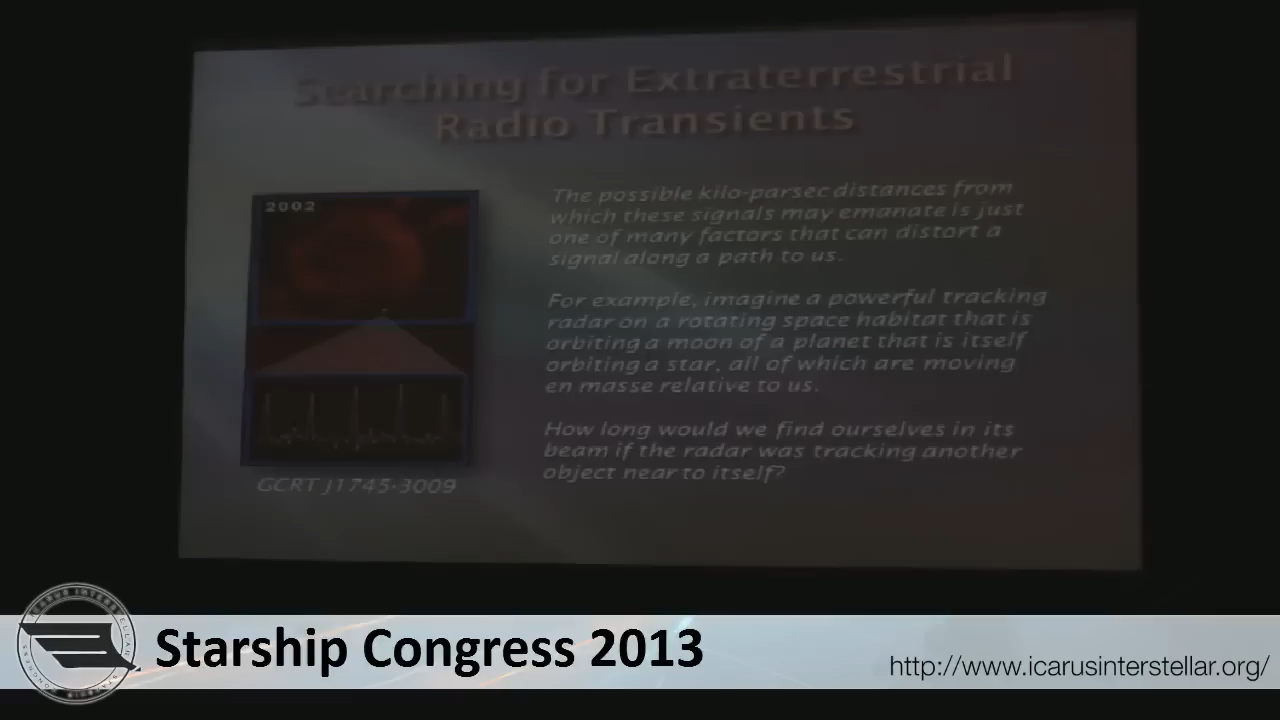 Searching for Extraterrestrial
Radio Transients
2002
The possible kilo-parsec distances from
which these signals may emanate is just
one of many factors that can distort a
signal along a path to us.
For example, imagine a powerful tracking
radar on a rotating space habitat that is
orbiting a moon of a planet that is itself
orbiting a star, all of which are moving
en masse relative to us.
How long would we find ourselves in its
beam if the radar was tracking another
object near to itself?
GCRT J1745-3009
ICARUS INTERSTELLAR
STARSHIP CONGRESS
Starship Congress 2013
http://www.icarusinterstellar.org/